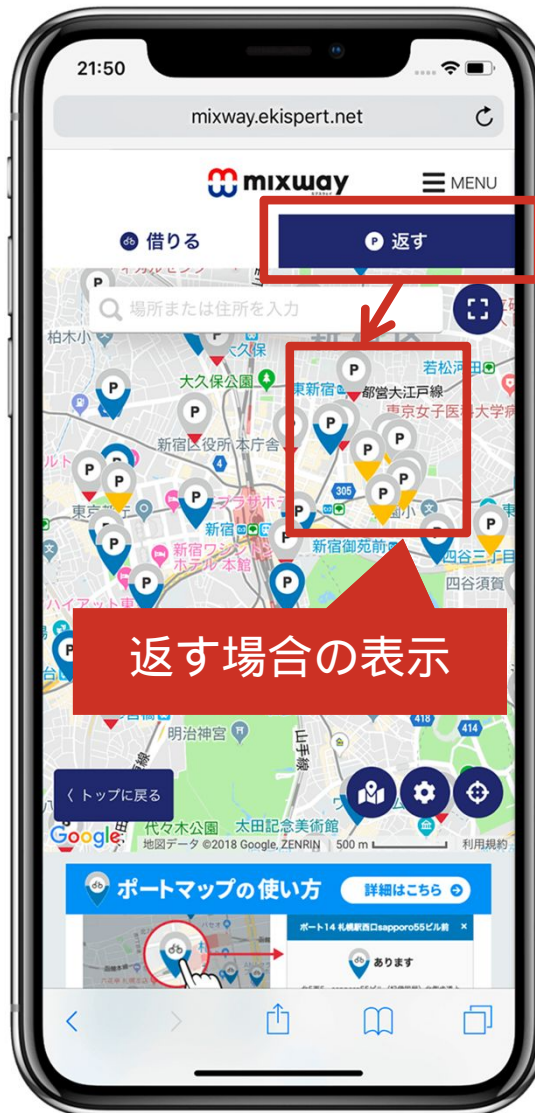 21:50
mixway.ekispert.net
mixway
MENU
借りる
P 返す
場所または住所を入力
柏木小
大久保
若松河田
大久保公園
東新宿
都営大江戸線
東京女子医科大学病
新宿区役所 本庁舎
4
305
新宿
新宿ワシントン
ホテル 本館
新宿御苑前
四谷三丁目
四谷須賀
ハイアット
返す場合の表示
明治神宮
山手線
418
414
〈 トップに戻る
代々木公園
太田記念美術館
Google
地図データ ©2018 Google, ZENRIN
500 m
利用規約
ポートマップの使い方
詳細はこちら
ポート14 札幌駅西口sapporo55ビル前
×
あります